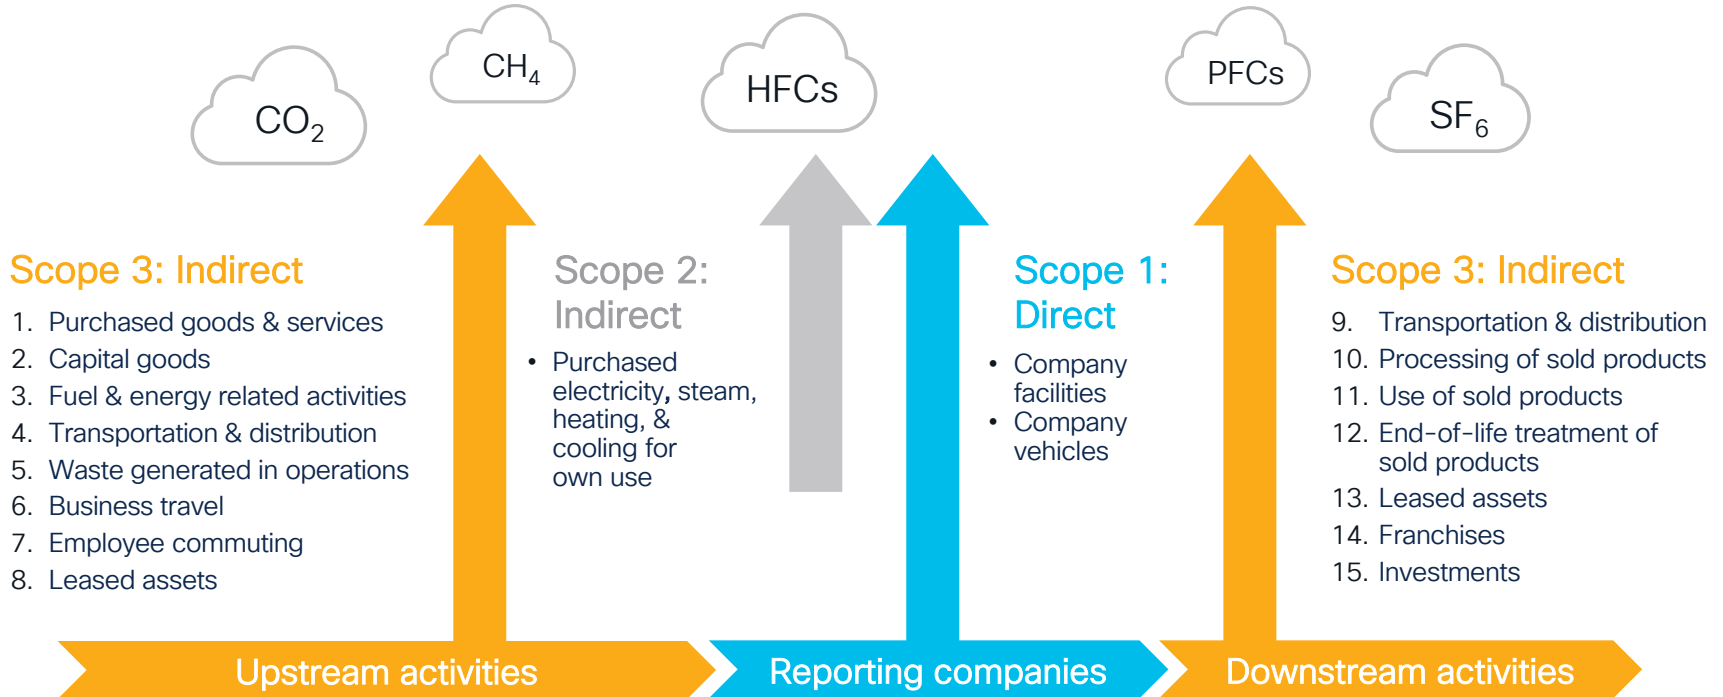 CO₂
CH₄
HFCs
PFCs
SF₆
Scope 3: Indirect
1. Purchased goods & services
2. Capital goods
3. Fuel & energy related activities
4. Transportation & distribution
5. Waste generated in operations
6. Business travel
7. Employee commuting
8. Leased assets
Scope 2:
Indirect
• Purchased
electricity, steam,
heating, &
cooling for
own use
Scope 1:
Direct
• Company
facilities
• Company
vehicles
Scope 3: Indirect
9. Transportation & distribution
10. Processing of sold products
11. Use of sold products
12. End-of-life treatment of
sold products
13. Leased assets
14. Franchises
15. Investments
Upstream activities
Reporting companies
Downstream activities